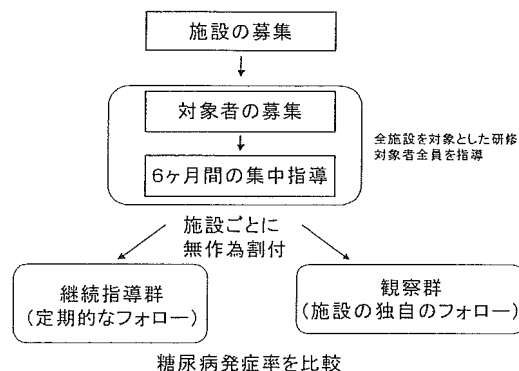 施設の募集
対象者の募集
全施設を対象とした研修
対象者全員を指導
6ヶ月間の集中指導
施設ごとに
無作為割付
継続指導群
(定期的なフォロー)
観察群
(施設の独自のフォロー)
糖尿病発症率を比較